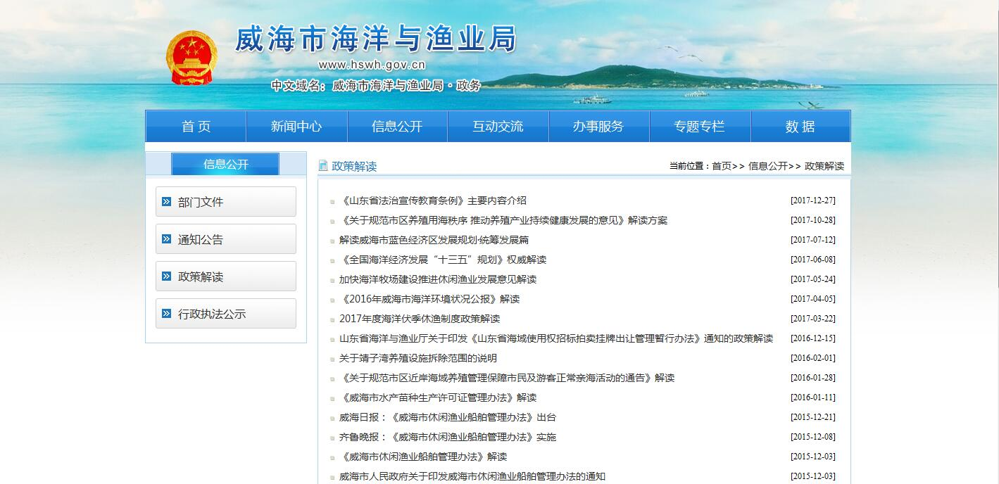 威海市海洋与渔业局
www.hswh.gov.cn
中文域名：威海市海洋与渔业局·政务
首 页 新闻中心 信息公开 互动交流 办事服务 专题专栏 数 据
信息公开
部门文件
通知公告
政策解读
行政执法公示
政策解读 当前位置：首页>> 信息公开>> 政策解读
《山东省法治宣传教育条例》主要内容介绍 [2017-12-27]
《关于规范市区养殖用海秩序 推动养殖产业持续健康发展的意见》解读方案 [2017-10-28]
解读威海市蓝色经济区发展规划·统筹发展篇 [2017-07-12]
《全国海洋经济发展“十三五”规划》权威解读 [2017-06-08]
加快海洋牧场建设推进休闲渔业发展意见解读 [2017-05-24]
《2016年威海市海洋环境状况公报》解读 [2017-04-05]
2017年度海洋伏季休渔制度政策解读 [2017-03-22]
山东省海洋与渔业厅关于印发《山东省海域使用权招标拍卖挂牌出让管理暂行办法》通知的政策解读 [2016-12-15]
关于靖子湾养殖设施拆除范围的说明 [2016-02-01]
《关于规范市区近岸海域养殖管理保障市民及游客正常亲海活动的通告》解读 [2016-01-28]
《威海市水产苗种生产许可证管理办法》解读 [2016-01-11]
威海日报：《威海市休闲渔业船舶管理办法》出台 [2015-12-21]
齐鲁晚报：《威海市休闲渔业船舶管理办法》实施 [2015-12-08]
《威海市休闲渔业船舶管理办法》解读 [2015-12-03]
威海市人民政府关于印发威海市休闲渔业船舶管理办法的通知 [2015-12-03]